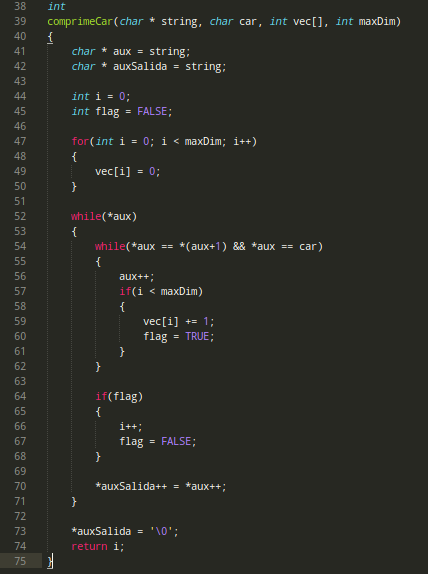 38 int
39 comprimeCar(char * string, char car, int vec[], int maxDim)
40 {
41     char * aux = string;
42     char * auxSalida = string;
43
44     int i = 0;
45     int flag = FALSE;
46
47     for(int i = 0; i < maxDim; i++)
48     {
49         vec[i] = 0;
50     }
51
52     while(*aux)
53     {
54         while(*aux == *(aux+1) && *aux == car)
55         {
56             aux++;
57             if(i < maxDim)
58             {
59                 vec[i] += 1;
60                 flag = TRUE;
61             }
62         }
63
64         if(flag)
65         {
66             i++;
67             flag = FALSE;
68         }
69
70         *auxSalida++ = *aux++;
71     }
72
73     *auxSalida = '\0';
74     return i;
75 }